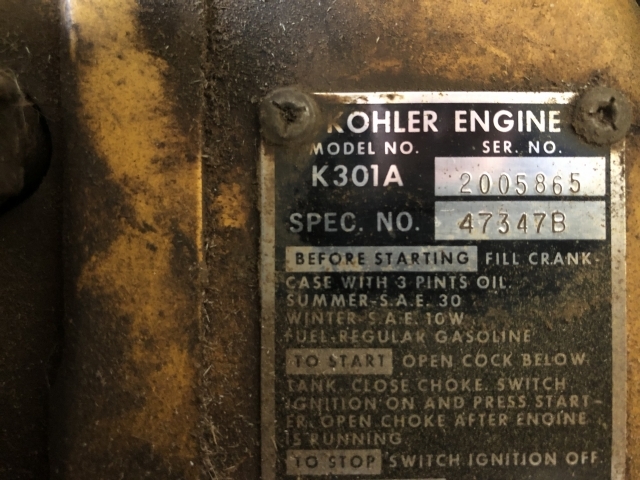 KOHLER ENGINE
MODEL NO. SER. NO.
K301A 2005865
SPEC. NO. 47347B
BEFORE STARTING FILL CRANK-
CASE WITH 3 PINTS OIL.
SUMMER-S.A.E. 30
WINTER-S.A.E. 10W
FUEL-REGULAR GASOLINE
TO START OPEN COCK BELOW
TANK. CLOSE CHOKE. SWITCH
IGNITION ON AND PRESS START-
ER. OPEN CHOKE AFTER ENGINE
IS RUNNING.
TO STOP SWITCH IGNITION OFF.